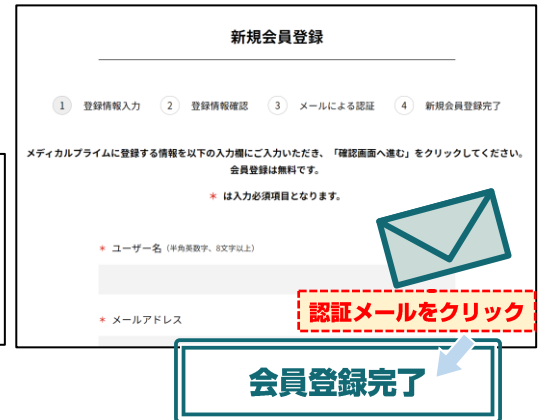 新規会員登録
1 登録情報入力 2 登録情報確認 3 メールによる認証 4 新規会員登録完了
メディカルプライムに登録する情報を以下の入力欄にご入力いただき、「確認画面へ進む」をクリックしてください。
会員登録は無料です。
* は入力必須項目となります。
* ユーザー名 (半角英数字、8文字以上)
* メールアドレス
認証メールをクリック
会員登録完了